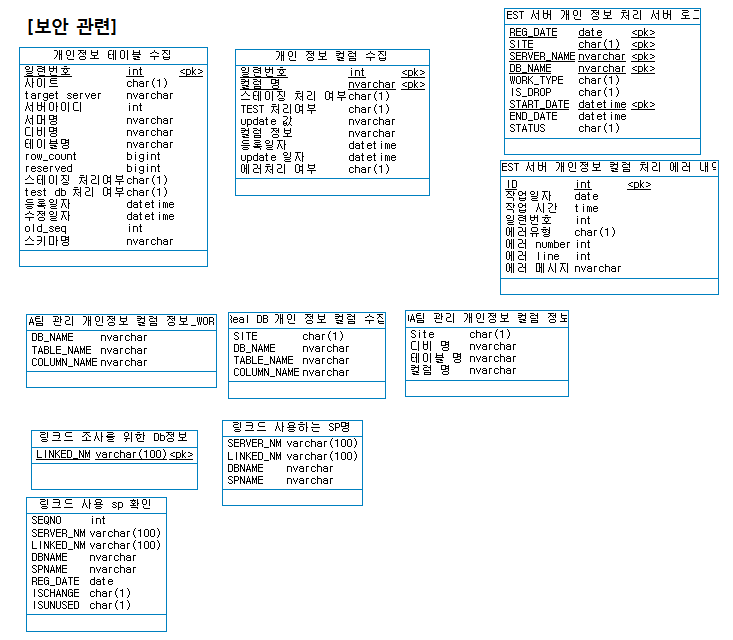 [보안 관련]
개인정보 테이블 수집
일련번호 int <pk>
사이트 char(1)
target server nvarchar
서버아이디 int
서머명 nvarchar
디비명 nvarchar
테이블명 nvarchar
row_count bigint
reserved bigint
스테이징 처리여부 char(1)
test db 처리 여부 char(1)
등록일자 datetime
수정일자 datetime
old_seq int
스키마명 nvarchar
개인 정보 컬럼 수집
일련번호 int <pk>
컬럼 명 nvarchar <pk>
스테이징 처리 여부 char(1)
TEST 처리여부 char(1)
update 값 nvarchar
컬럼 정보 nvarchar
등록일자 datetime
update 일자 datetime
에러처리 여부 char(1)
EST 서버 개인 정보 처리 서버 로그
REG_DATE date <pk>
SITE char(1) <pk>
SERVER_NAME nvarchar <pk>
DB_NAME nvarchar <pk>
WORK_TYPE char(1)
IS_DROP char(1)
START_DATE datetime <pk>
END_DATE datetime
STATUS char(1)
EST 서버 개인정보 컬럼 처리 에러 내역
ID int <pk>
작업일자 date
작업 시간 time
일련번호 int
에러유형 char(1)
에러 number int
에러 line int
에러 메시지 nvarchar
A팀 관리 개인정보 컬럼 정보_WOR
DB_NAME nvarchar
TABLE_NAME nvarchar
COLUMN_NAME nvarchar
Real DB 개인 정보 컬럼 수집
SITE char(1)
DB_NAME nvarchar
TABLE_NAME nvarchar
COLUMN_NAME nvarchar
A팀 관리 개인정보 컬럼 정보
Site char(1)
디비 명 nvarchar
테이블 명 nvarchar
컬럼 명 nvarchar
링크드 조사를 위한 Db정보
LINKED_NM varchar(100) <pk>
링크드 사용하는 SP명
SERVER_NM varchar(100)
LINKED_NM varchar(100)
DBNAME nvarchar
SPNAME nvarchar
링크드 사용 sp 확인
SEQNO int
SERVER_NM varchar(100)
LINKED_NM varchar(100)
DBNAME nvarchar
SPNAME nvarchar
REG_DATE date
ISCHANGE char(1)
ISUNUSED char(1)